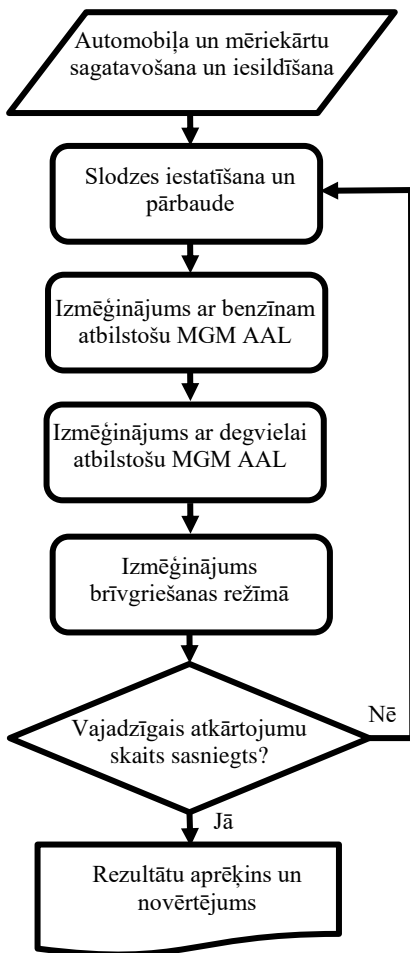 Automobiļa un mēriekārtu
sagatavošana un iesildīšana
Slodzes iestatīšana un
pārbaude
Izmēģinājums ar benzīnam
atbilstošu MGM AAL
Izmēģinājums ar degvielai
atbilstošu MGM AAL
Izmēģinājums
brīvgriešanas režīmā
Vajadzīgais atkārtojumu
skaits sasniegts?
Nē
Jā
Rezultātu aprēķins un
novērtējums